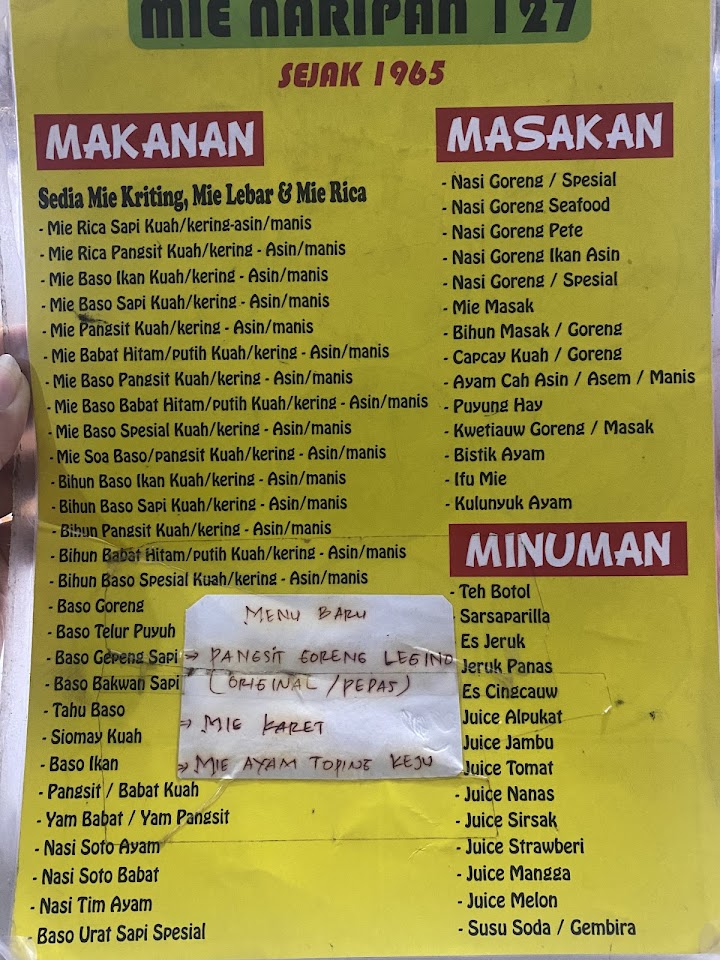 MIE NARIPAN 127
SEJAK 1965
MAKANAN
Sedia Mie Kriting, Mie Lebar & Mie Rica
- Mie Rica Sapi Kuah/kering-asin/manis
- Mie Rica Pangsit Kuah/kering - Asin/manis
- Mie Baso Ikan Kuah/kering - Asin/manis
- Mie Baso Sapi Kuah/kering - Asin/manis
- Mie Pangsit Kuah/kering - Asin/manis
- Mie Babat Hitam/putih Kuah/kering - Asin/manis
- Mie Baso Pangsit Kuah/kering - Asin/manis
- Mie Baso Babat Hitam/putih Kuah/kering - Asin/manis
- Mie Baso Spesial Kuah/kering - Asin/manis
- Mie Soa Baso/pangsit Kuah/kering - Asin/manis
- Bihun Baso Ikan Kuah/kering - Asin/manis
- Bihun Baso Sapi Kuah/kering - Asin/manis
- Bihun Pangsit Kuah/kering - Asin/manis
- Bihun Babat Hitam/putih Kuah/kering - Asin/manis
- Bihun Baso Spesial Kuah/kering - Asin/manis
- Baso Goreng
- Baso Telur Puyuh
- Baso Gepeng Sapi
- Baso Bakwan Sapi
- Tahu Baso
- Siomay Kuah
- Baso Ikan
- Pangsit / Babat Kuah
- Yam Babat / Yam Pangsit
- Nasi Soto Ayam
- Nasi Soto Babat
- Nasi Tim Ayam
- Baso Urat Sapi Spesial
MENU BARU
→ PANGSIT GORENG LEGINO
(ORIGINAL / PEDAS)
→ MIE KARET
→ MIE AYAM TOPING KEJU
MASAKAN
- Nasi Goreng / Spesial
- Nasi Goreng Seafood
- Nasi Goreng Pete
- Nasi Goreng Ikan Asin
- Nasi Goreng / Spesial
- Mie Masak
- Bihun Masak / Goreng
- Capcay Kuah / Goreng
- Ayam Cah Asin / Asem / Manis
- Puyung Hay
- Kwetiauw Goreng / Masak
- Bistik Ayam
- Ifu Mie
- Kulunyuk Ayam
MINUMAN
- Teh Botol
Sarsaparilla
Es Jeruk
Jeruk Panas
Es Cingcauw
Juice Alpukat
Juice Jambu
Juice Tomat
- Juice Nanas
- Juice Sirsak
- Juice Strawberi
- Juice Mangga
- Juice Melon
- Susu Soda / Gembira